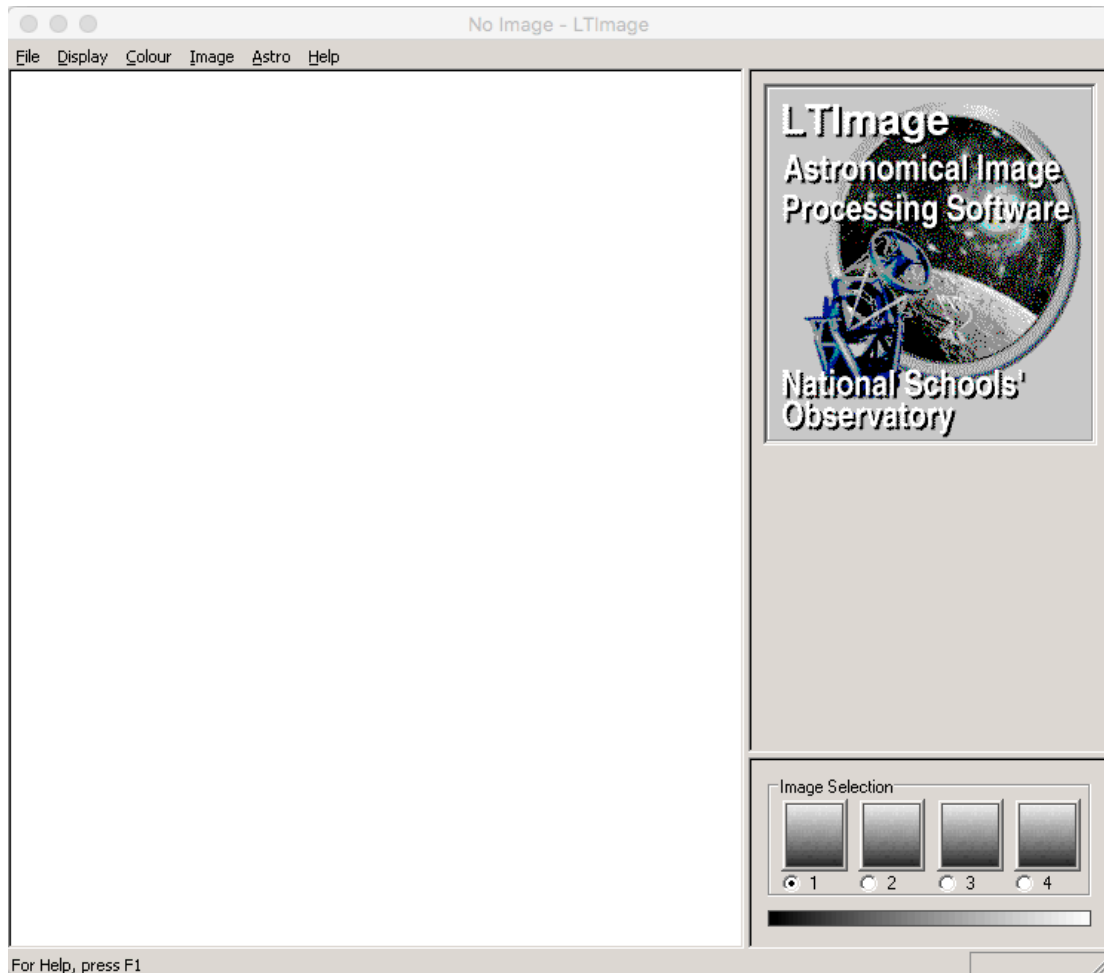 No Image - LTImage
File Display Colour Image Astro Help
LTImage
Astronomical Image
Processing Software
National Schools'
Observatory
Image Selection
1 2 3 4
For Help, press F1